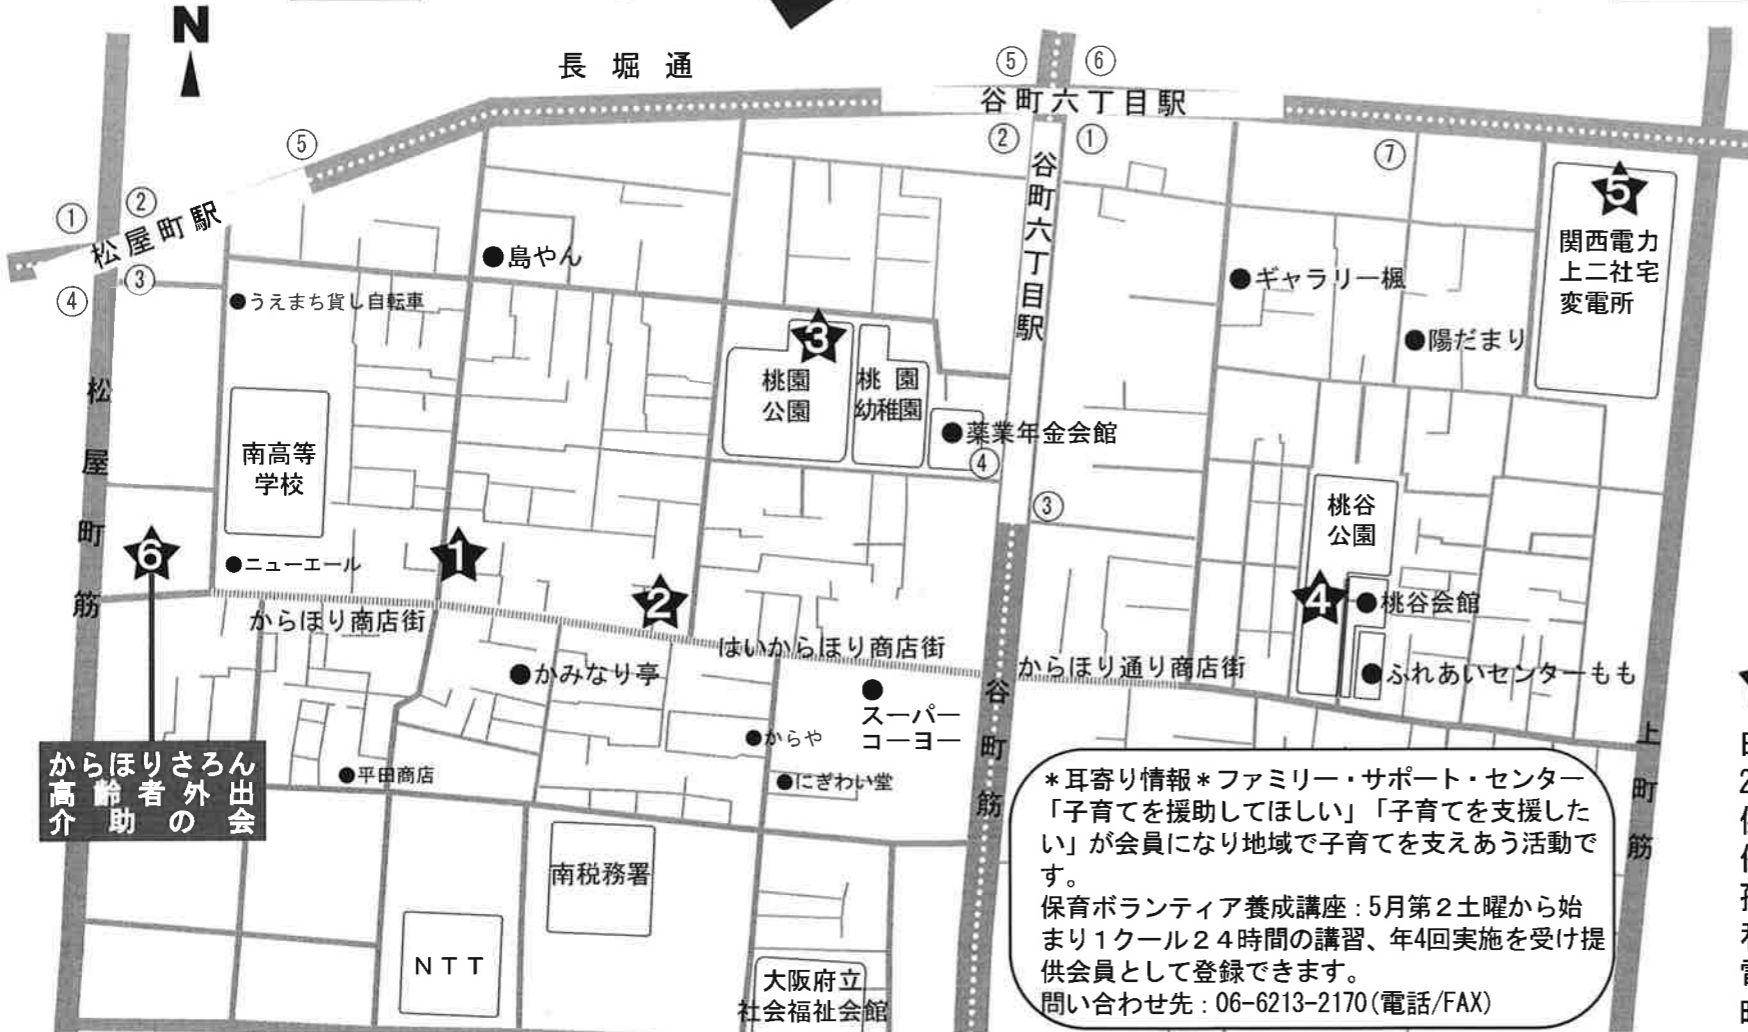 N
長堀通
⑤
⑥
谷町六丁目駅
②
①
⑦
⑤
②
①
松屋町駅
③
④
谷町六丁目駅
5
関西電力
上二社宅
変電所
●島やん
●うえまち貸し自転車
●ギャラリー楓
●陽だまり
3
桃園
公園
桃園
幼稚園
●薬業年金会館
④
③
松屋町筋
南高等
学校
桃谷
公園
6
●ニューエール
1
2
4
●桃谷会館
からほり商店街
はいからほり商店街
からほり通り商店街
●ふれあいセンターもも
●かみなり亭
●
スーパー
コーヨー
●からや
●にぎわい堂
●平田商店
谷町筋
上町筋
からほりさろん
高齢者外出
介助の会
南税務署
NTT
大阪府立
社会福祉会館
*耳寄り情報*ファミリー・サポート・センター
「子育てを援助してほしい」「子育てを支援した
い」が会員になり地域で子育てを支えあう活動で
す。
保育ボランティア養成講座:5月第2土曜から始
まり1クール24時間の講習、年4回実施を受け提
供会員として登録できます。
問い合わせ先:06-6213-2170(電話/FAX)